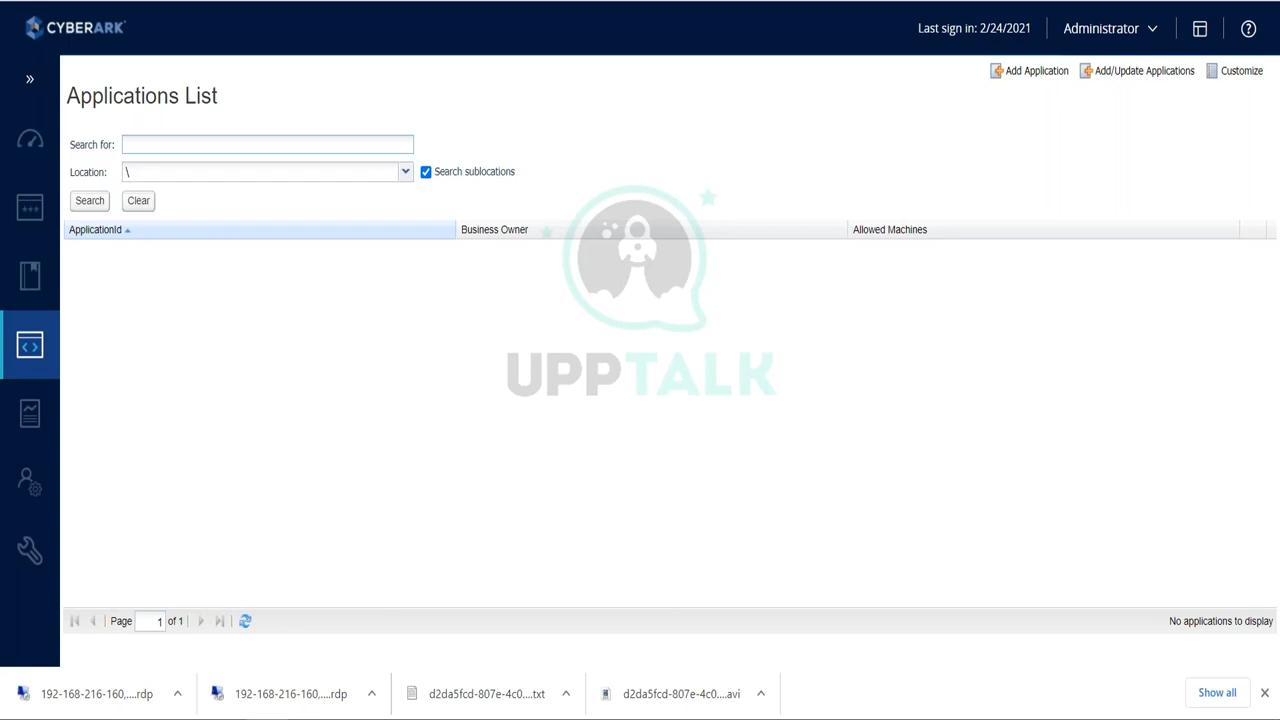 CYBERARK
Last sign in: 2/24/2021
Administrator
Add Application
Add/Update Applications
Customize
Applications List
Search for:
Location:
\
Search sublocations
Search
Clear
ApplicationId
Business Owner
Allowed Machines
UPPTALK
Page
1
of 1
No applications to display
192-168-216-160,....rdp
192-168-216-160,....rdp
d2da5fcd-807e-4c0....txt
d2da5fcd-807e-4c0....avi
Show all